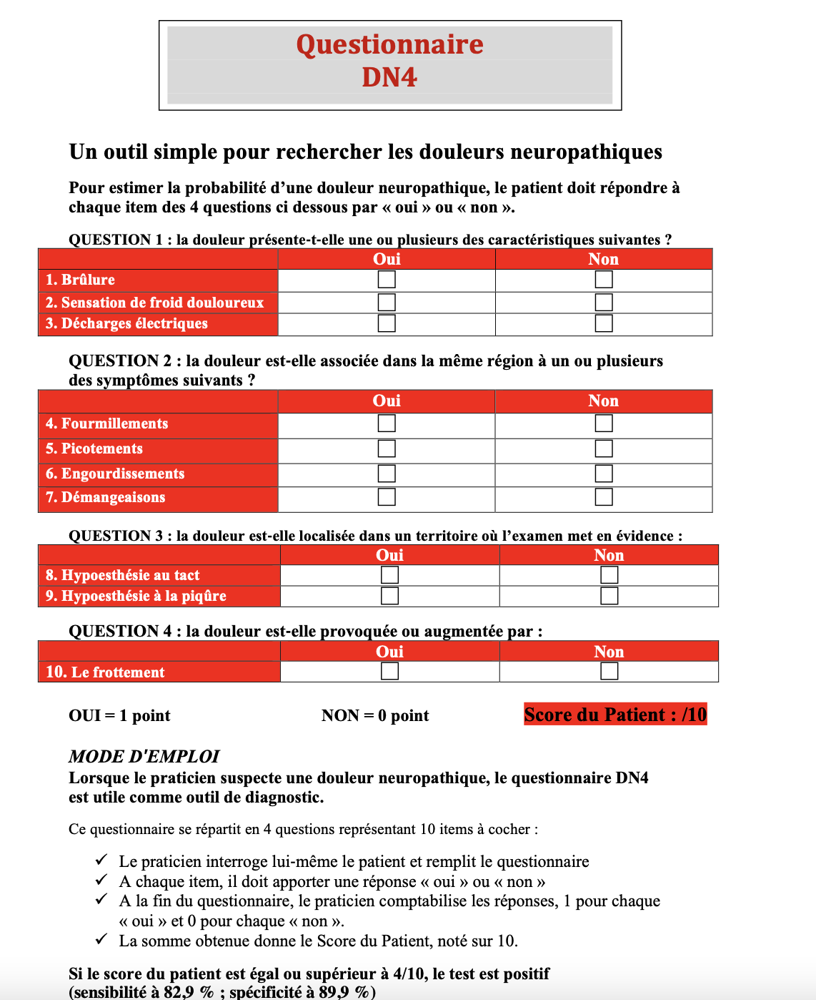 Questionnaire
DN4
Un outil simple pour rechercher les douleurs neuropathiques
Pour estimer la probabilité d’une douleur neuropathique, le patient doit répondre à
chaque item des 4 questions ci dessous par « oui » ou « non ».
QUESTION 1 : la douleur présente-t-elle une ou plusieurs des caractéristiques suivantes ?
Oui Non
1. Brûlure
2. Sensation de froid douloureux
3. Décharges électriques
QUESTION 2 : la douleur est-elle associée dans la même région à un ou plusieurs
des symptômes suivants ?
Oui Non
4. Fourmillements
5. Picotements
6. Engourdissements
7. Démangeaisons
QUESTION 3 : la douleur est-elle localisée dans un territoire où l’examen met en évidence :
Oui Non
8. Hypoesthésie au tact
9. Hypoesthésie à la piqûre
QUESTION 4 : la douleur est-elle provoquée ou augmentée par :
Oui Non
10. Le frottement
OUI = 1 point NON = 0 point Score du Patient : /10
MODE D'EMPLOI
Lorsque le praticien suspecte une douleur neuropathique, le questionnaire DN4
est utile comme outil de diagnostic.
Ce questionnaire se répartit en 4 questions représentant 10 items à cocher :
✓ Le praticien interroge lui-même le patient et remplit le questionnaire
✓ A chaque item, il doit apporter une réponse « oui » ou « non »
✓ A la fin du questionnaire, le praticien comptabilise les réponses, 1 pour chaque
« oui » et 0 pour chaque « non ».
✓ La somme obtenue donne le Score du Patient, noté sur 10.
Si le score du patient est égal ou supérieur à 4/10, le test est positif
(sensibilité à 82,9 % ; spécificité à 89,9 %)